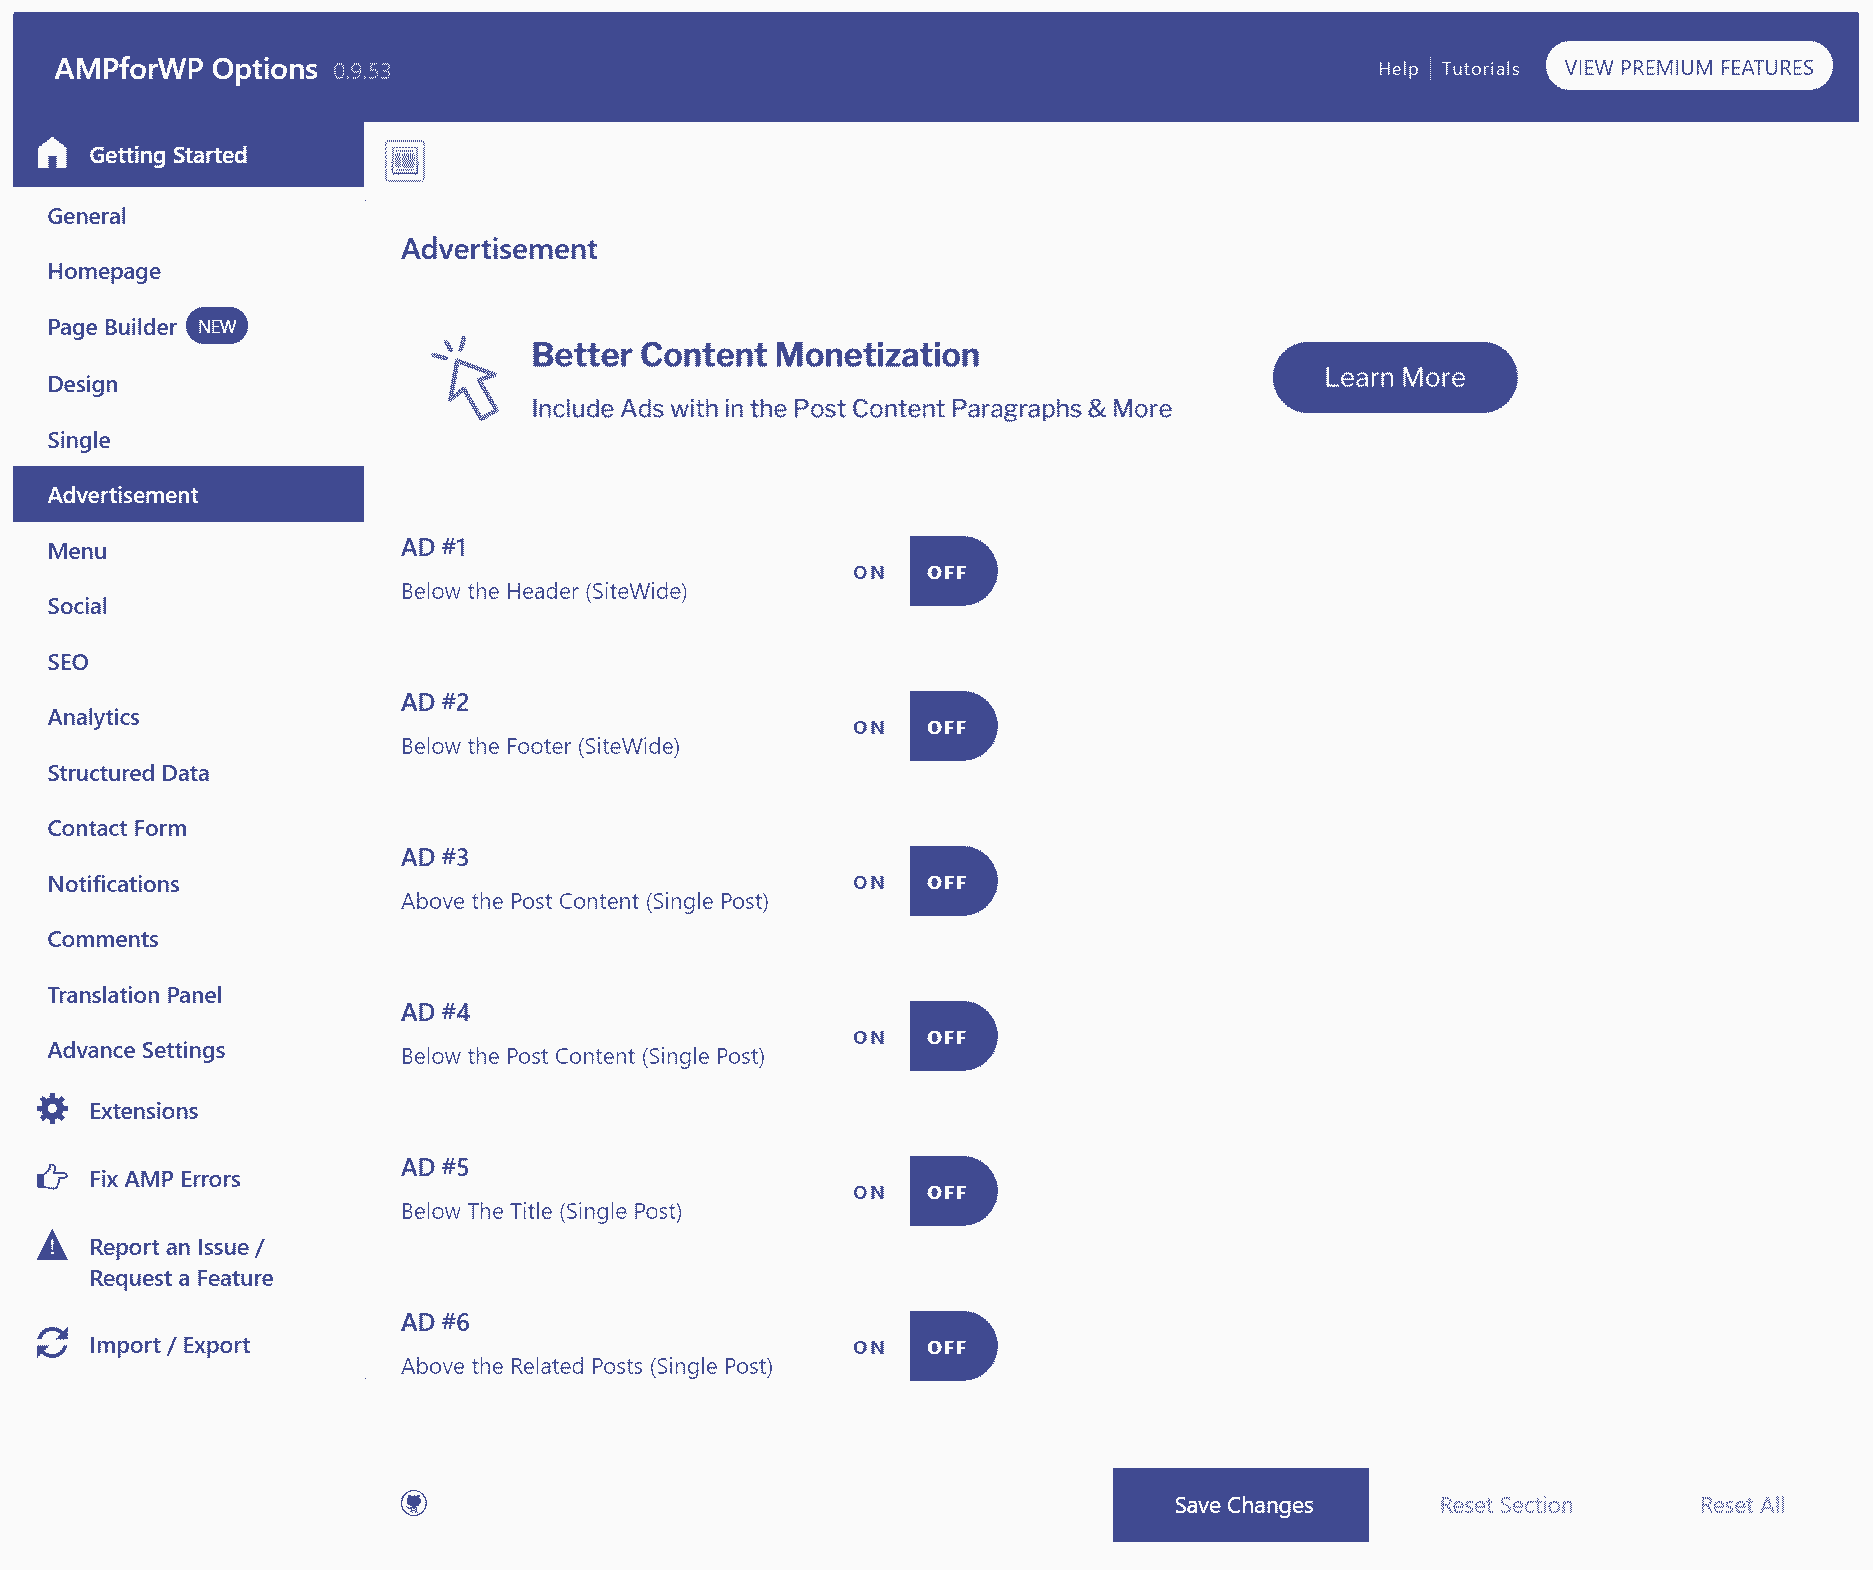 AMPforWP Options 0.9.53
Help
Tutorials
VIEW PREMIUM FEATURES
Getting Started
General
Homepage
Page Builder NEW
Design
Single
Advertisement
Menu
Social
SEO
Analytics
Structured Data
Contact Form
Notifications
Comments
Translation Panel
Advance Settings
Extensions
Fix AMP Errors
Report an Issue /
Request a Feature
Import / Export
Advertisement
Better Content Monetization
Include Ads with in the Post Content Paragraphs & More
Learn More
AD #1
Below the Header (SiteWide)
ON OFF
AD #2
Below the Footer (SiteWide)
ON OFF
AD #3
Above the Post Content (Single Post)
ON OFF
AD #4
Below the Post Content (Single Post)
ON OFF
AD #5
Below The Title (Single Post)
ON OFF
AD #6
Above the Related Posts (Single Post)
ON OFF
Save Changes
Reset Section
Reset All